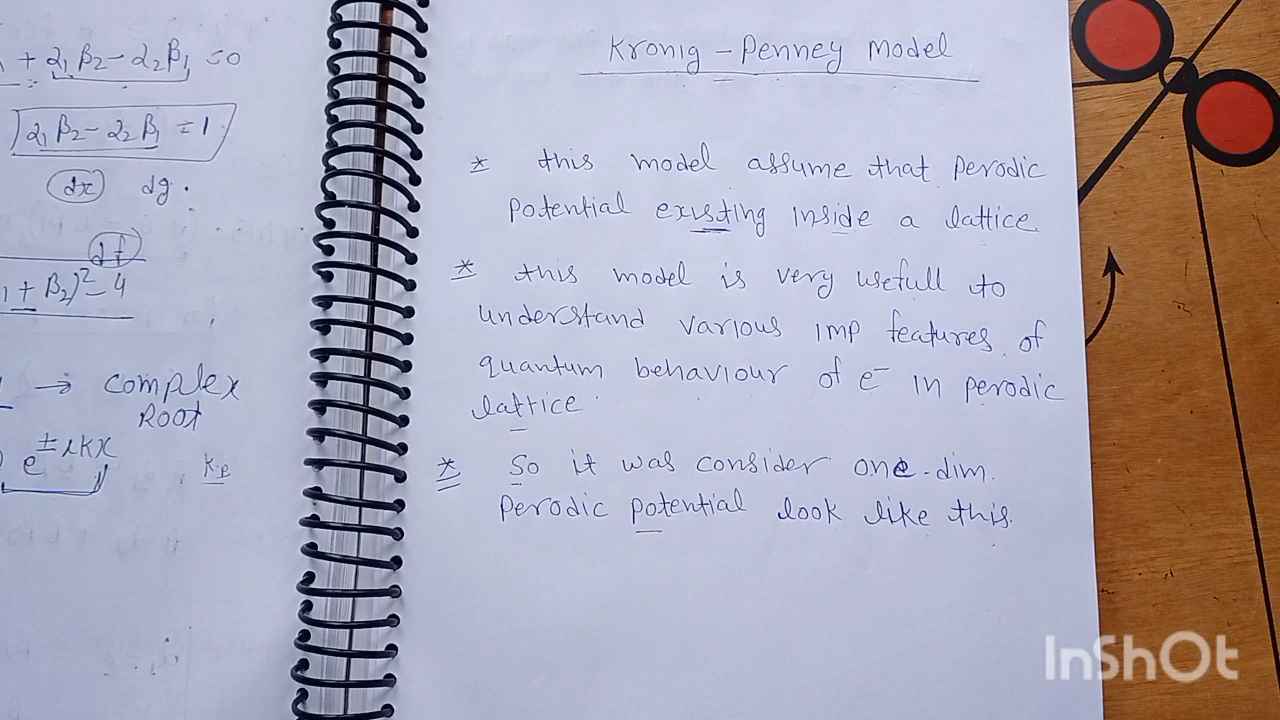 + α₁β₂ - α₂β₁ = 0
α₁β₂ - α₂β₁ = 1
dx dy.
df
₁ + β₂)² - 4
→ complex
Root
e^±ikx
Kronig - Penney Model
* this model assume that perodic
potential existing inside a lattice
* this model is very usefull to
understand various imp features of
quantum behaviour of e⁻ in perodic
lattice.
* So it was consider one-dim.
perodic potential look like this.
InShOt